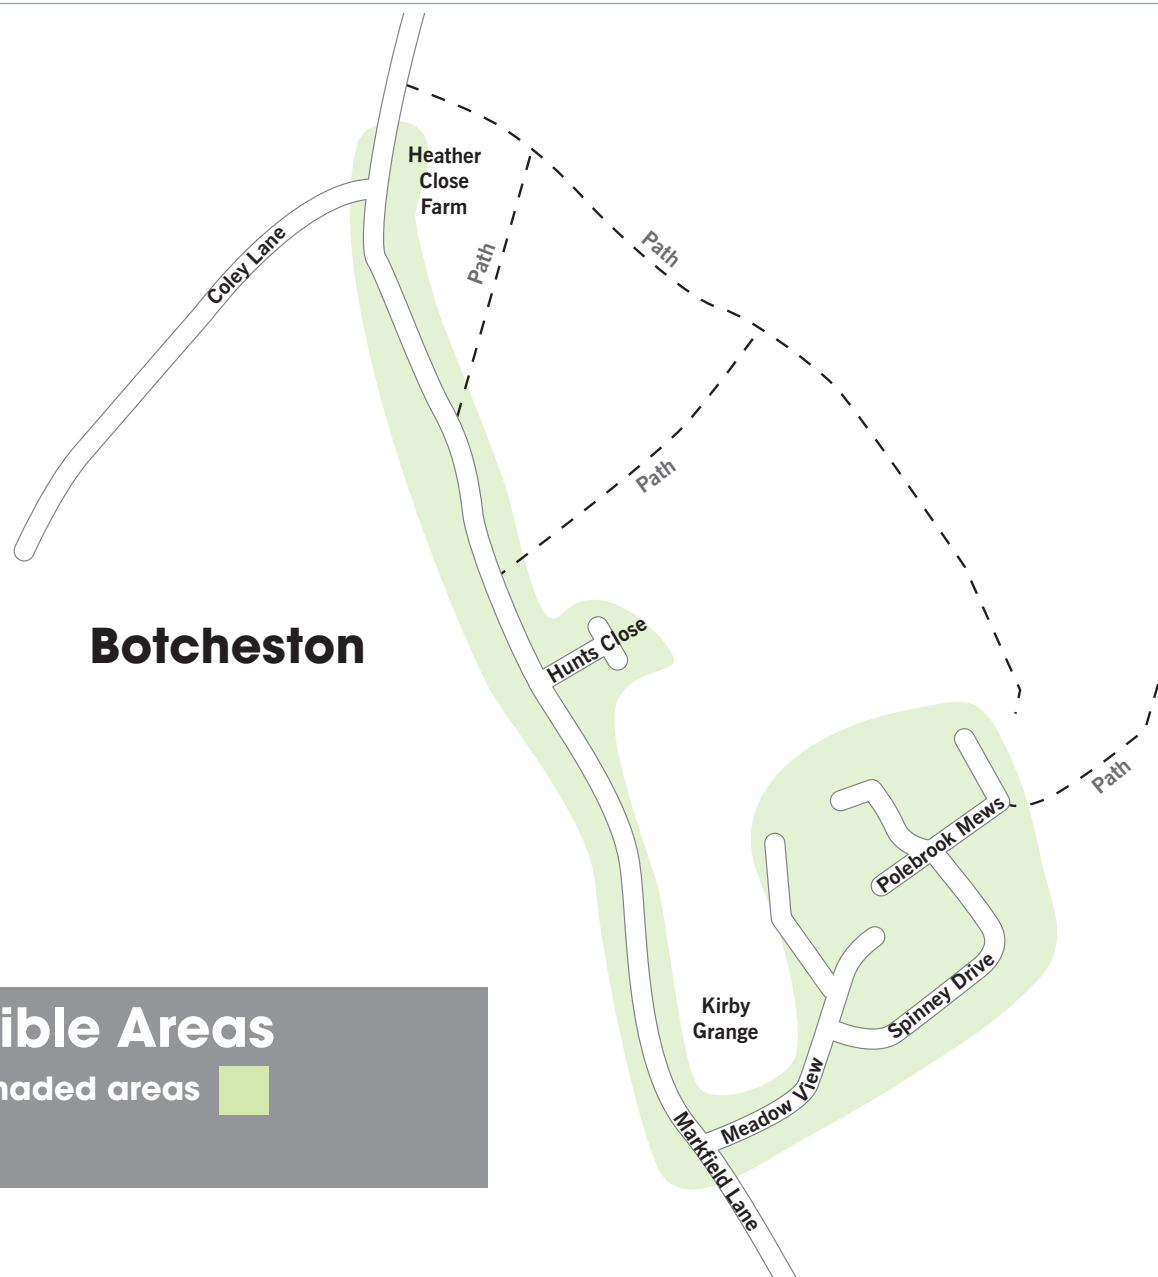 Heather
Close
Farm
Coley Lane
Path
Path
Path
Botcheston
Hunts Close
Path
Polebrook Mews
Kirby
Grange
Spinney Drive
Meadow View
Markfield Lane
ible Areas
haded areas